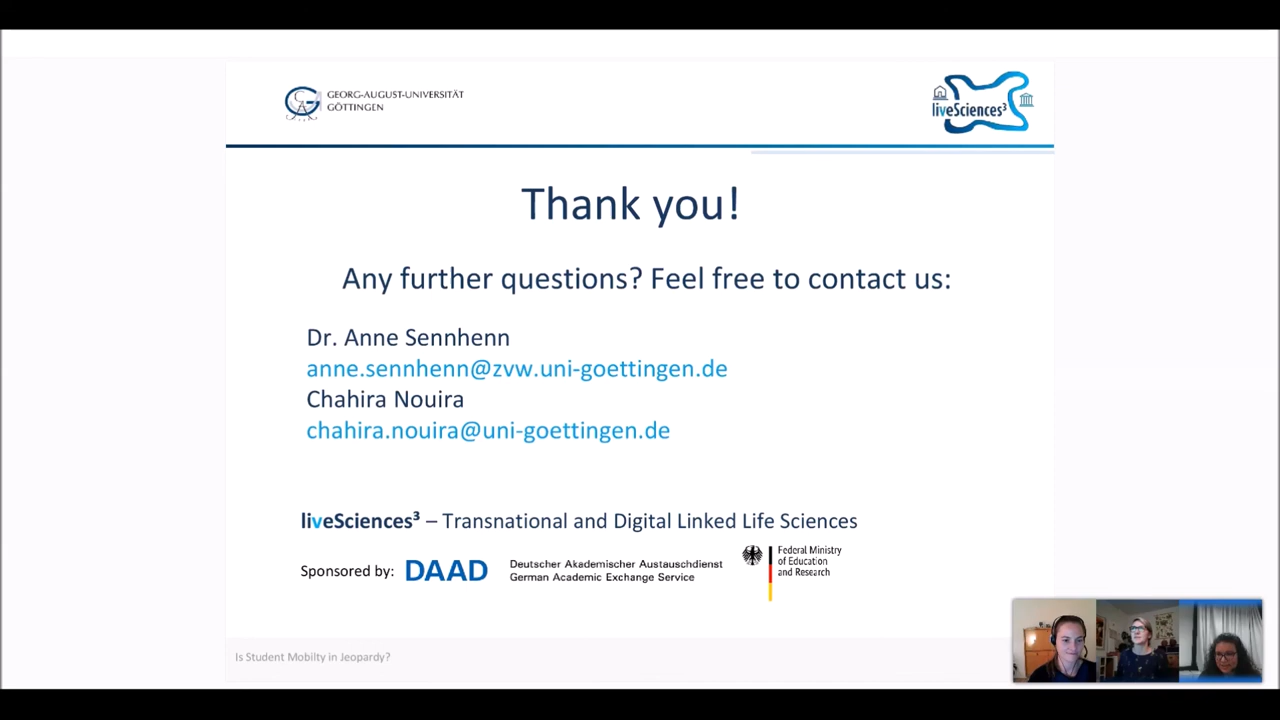 GEORG-AUGUST-UNIVERSITÄT
GÖTTINGEN
liveSciences³
Thank you!
Any further questions? Feel free to contact us:
Dr. Anne Sennhenn
anne.sennhenn@zvw.uni-goettingen.de
Chahira Nouira
chahira.nouira@uni-goettingen.de
liveSciences³ – Transnational and Digital Linked Life Sciences
Sponsored by: DAAD
Deutscher Akademischer Austauschdienst
German Academic Exchange Service
Federal Ministry
of Education
and Research
Is Student Mobilty in Jeopardy?